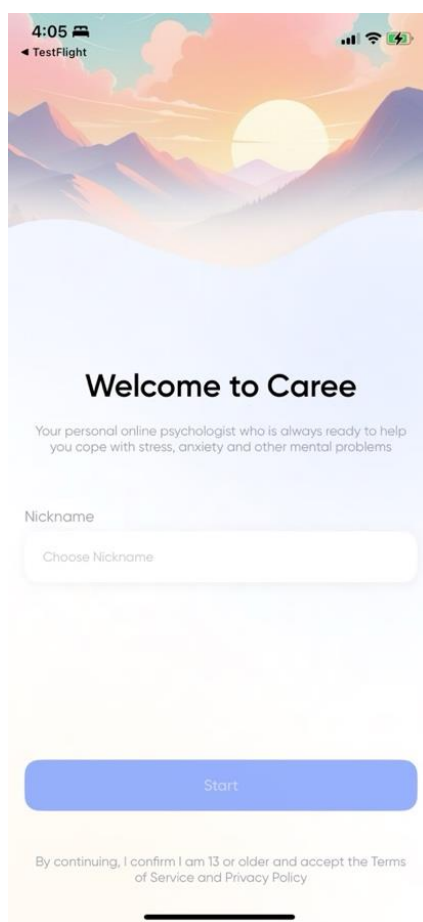 4:05
◀ TestFlight
Welcome to Caree
Your personal online psychologist who is always ready to help
you cope with stress, anxiety and other mental problems
Nickname
Choose Nickname
Start
By continuing, I confirm I am 13 or older and accept the Terms
of Service and Privacy Policy